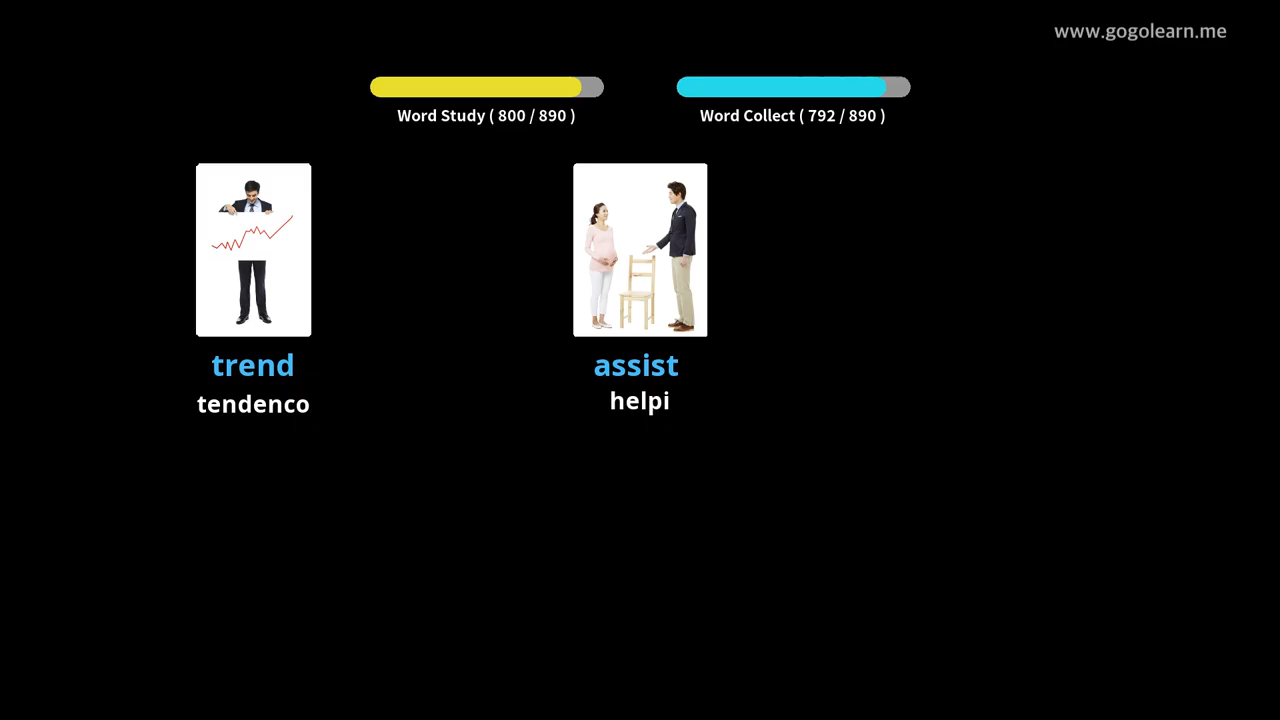 www.gogolearn.me
Word Study ( 800 / 890 )
Word Collect ( 792 / 890 )
trend
tendenco
assist
helpi